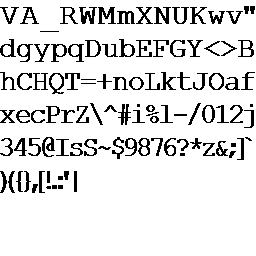 VA_RWMmXNUKwv"
dgypqDubEFGY<>B
hCHQT=+noLktJOaf
xecPrZ\^#i%l-/012j
345@IsS~$9876?*z&;]`
)({},[!.:'|